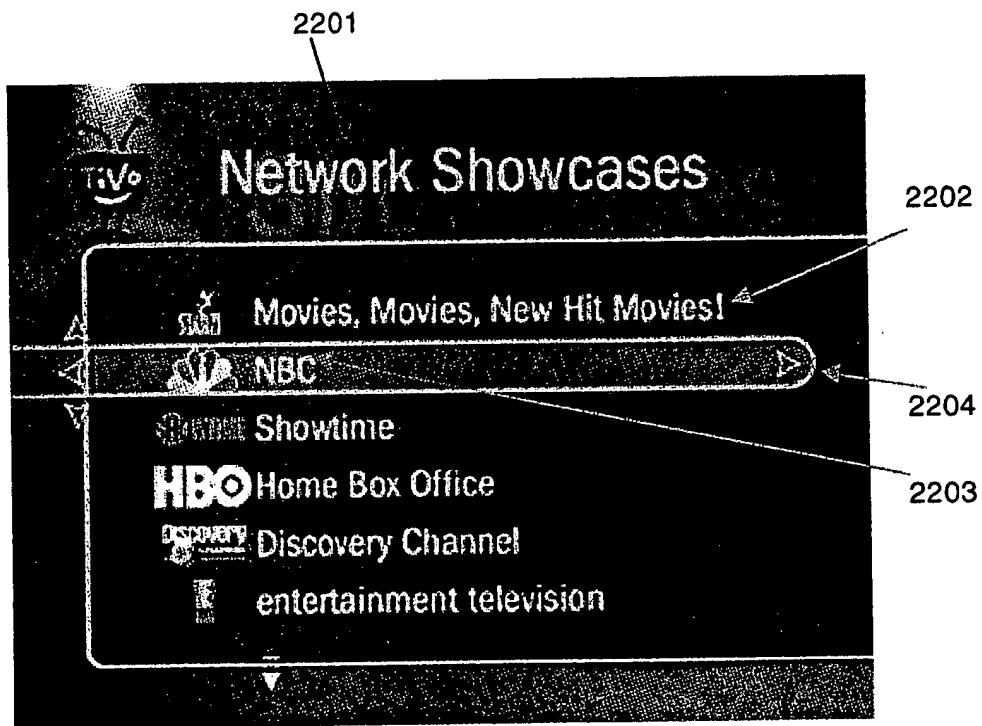 2201
TiVo
Network Showcases
2202
Movies, Movies, New Hit Movies!
NBC
2204
Showtime
2203
HBO Home Box Office
Discovery Discovery Channel
entertainment television